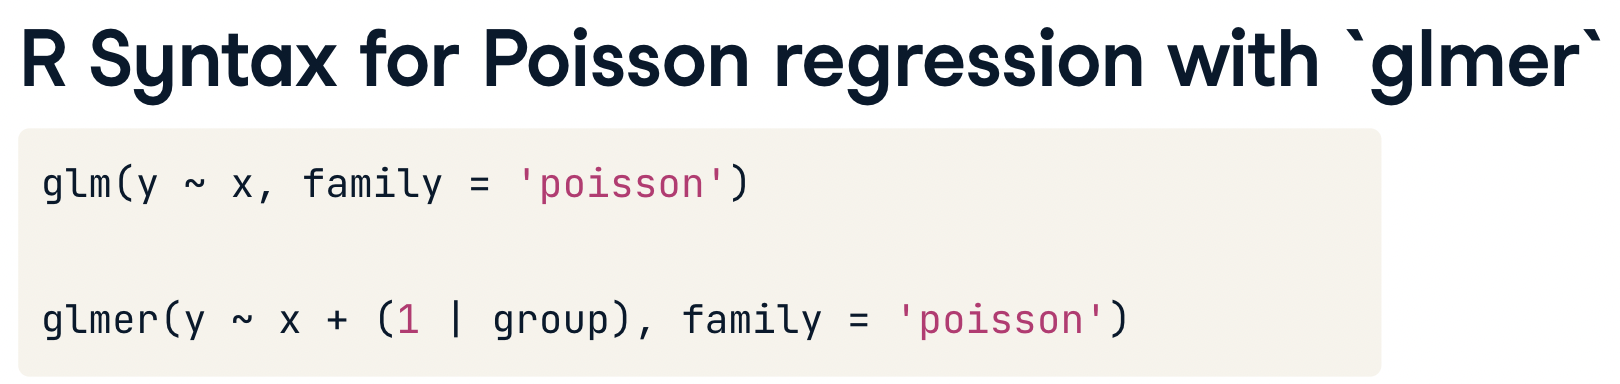 R Syntax for Poisson regression with `glmer`
glm(y ~ x, family = 'poisson')
glmer(y ~ x + (1 | group), family = 'poisson')